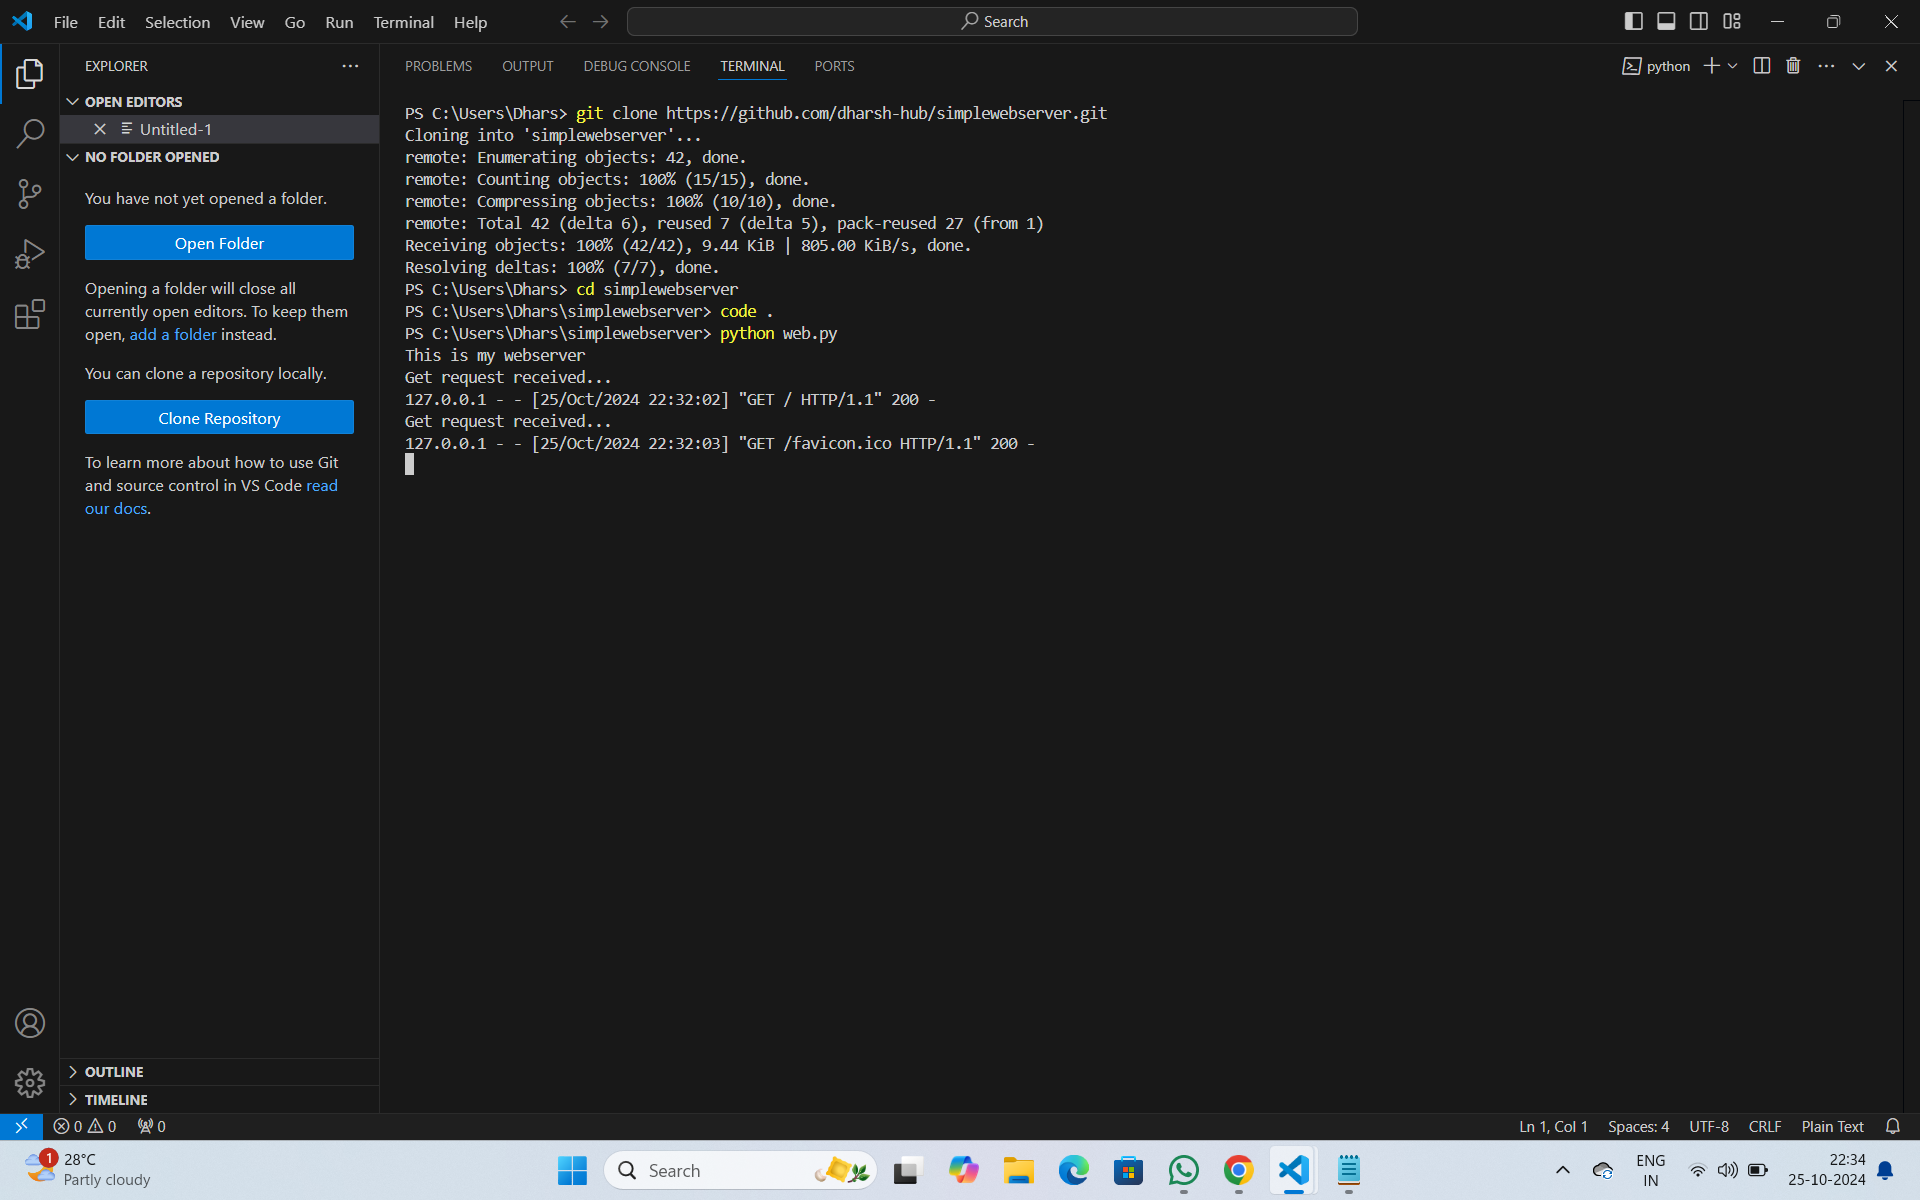 File Edit Selection View Go Run Terminal Help
Search
EXPLORER
OPEN EDITORS
Untitled-1
NO FOLDER OPENED
You have not yet opened a folder.
Open Folder
Opening a folder will close all
currently open editors. To keep them
open, add a folder instead.
You can clone a repository locally.
Clone Repository
To learn more about how to use Git
and source control in VS Code read
our docs.
OUTLINE
TIMELINE
PROBLEMS OUTPUT DEBUG CONSOLE TERMINAL PORTS
python
PS C:\Users\Dhars> git clone https://github.com/dharsh-hub/simplewebserver.git
Cloning into 'simplewebserver'...
remote: Enumerating objects: 42, done.
remote: Counting objects: 100% (15/15), done.
remote: Compressing objects: 100% (10/10), done.
remote: Total 42 (delta 6), reused 7 (delta 5), pack-reused 27 (from 1)
Receiving objects: 100% (42/42), 9.44 KiB | 805.00 KiB/s, done.
Resolving deltas: 100% (7/7), done.
PS C:\Users\Dhars> cd simplewebserver
PS C:\Users\Dhars\simplewebserver> code .
PS C:\Users\Dhars\simplewebserver> python web.py
This is my webserver
Get request received...
127.0.0.1 - - [25/Oct/2024 22:32:02] "GET / HTTP/1.1" 200 -
Get request received...
127.0.0.1 - - [25/Oct/2024 22:32:03] "GET /favicon.ico HTTP/1.1" 200 -
0 0 0
Ln 1, Col 1 Spaces: 4 UTF-8 CRLF Plain Text
1
28°C
Partly cloudy
Search
ENG
IN
22:34
25-10-2024